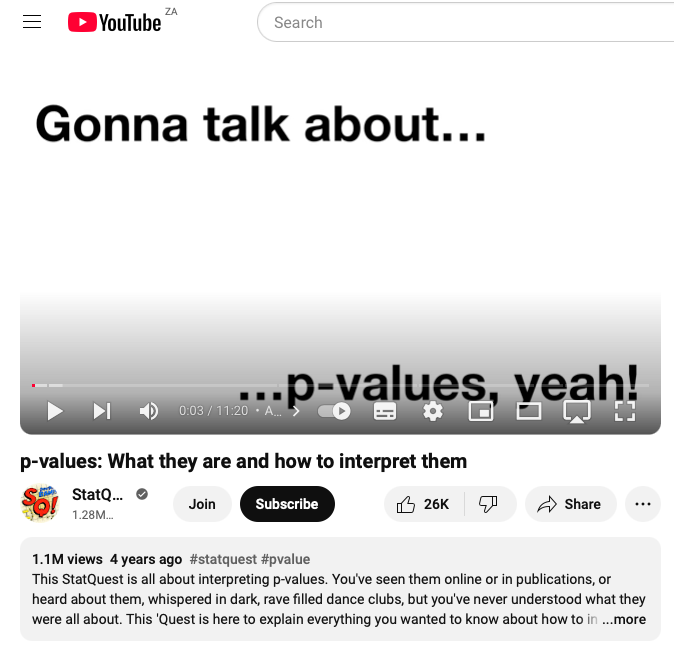 YouTube ZA
Search
Gonna talk about...
...p-values, yeah!
0:03 / 11:20 • A...
p-values: What they are and how to interpret them
SQ!
StatQ...
1.28M...
Join
Subscribe
26K
Share
1.1M views 4 years ago #statquest #pvalue
This StatQuest is all about interpreting p-values. You've seen them online or in publications, or
heard about them, whispered in dark, rave filled dance clubs, but you've never understood what they
were all about. This 'Quest is here to explain everything you wanted to know about how to in ...more